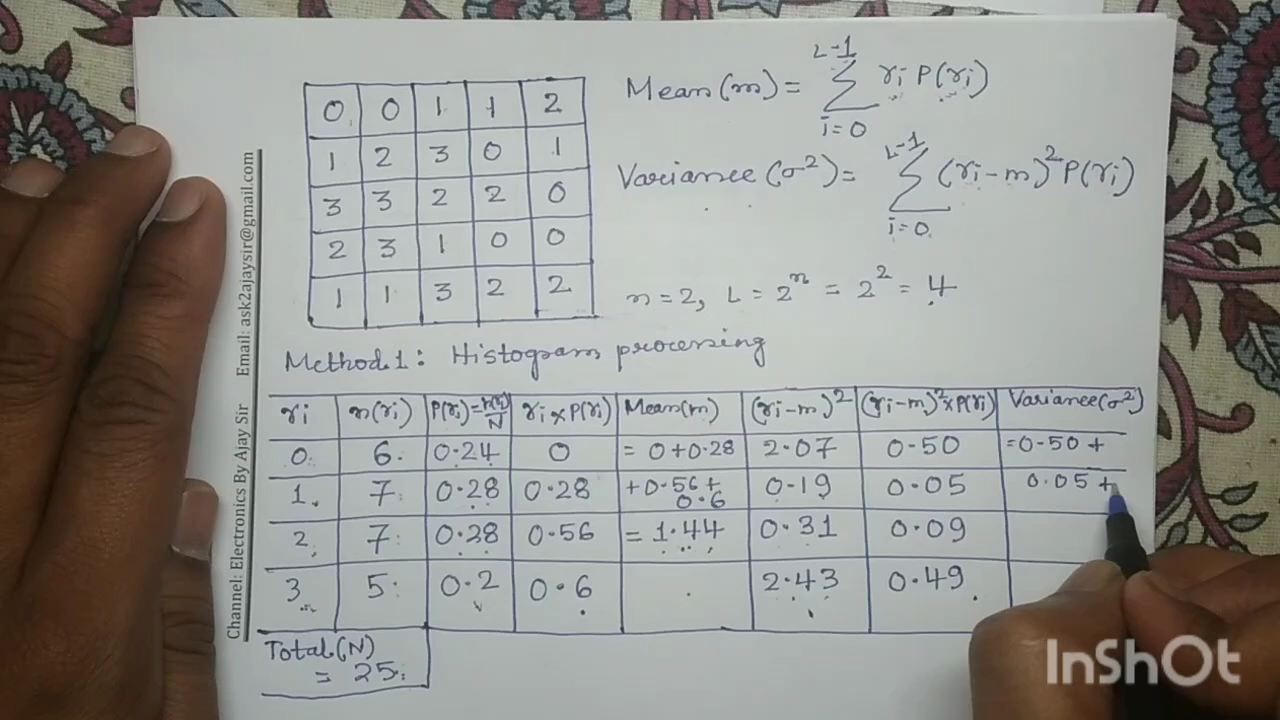 0 0 1 1 2
1 2 3 0 1
3 3 2 2 0
2 3 1 0 0
1 1 3 2 2
Mean(m) = Σ_{i=0}^{L-1} ri P(ri)
Variance(σ²) = Σ_{i=0}^{L-1} (ri-m)² P(ri)
n=2, L = 2ⁿ = 2² = 4
Method.1: Histogram processing
ri n(ri) P(ri)=n(ri)/N ri×P(ri) Mean(m) (ri-m)² (ri-m)²×P(ri) Variance(σ²)
0 6 0.24 0 = 0+0.28 2.07 0.50 =0.50+
1 7 0.28 0.28 +0.56+ 0.6 0.19 0.05 0.05+
2 7 0.28 0.56 = 1.44 0.31 0.09
3 5 0.2 0.6 2.43 0.49
Total(N)
= 25
Channel: Electronics By Ajay Sir Email: ask2ajaysir@gmail.com
InShOt